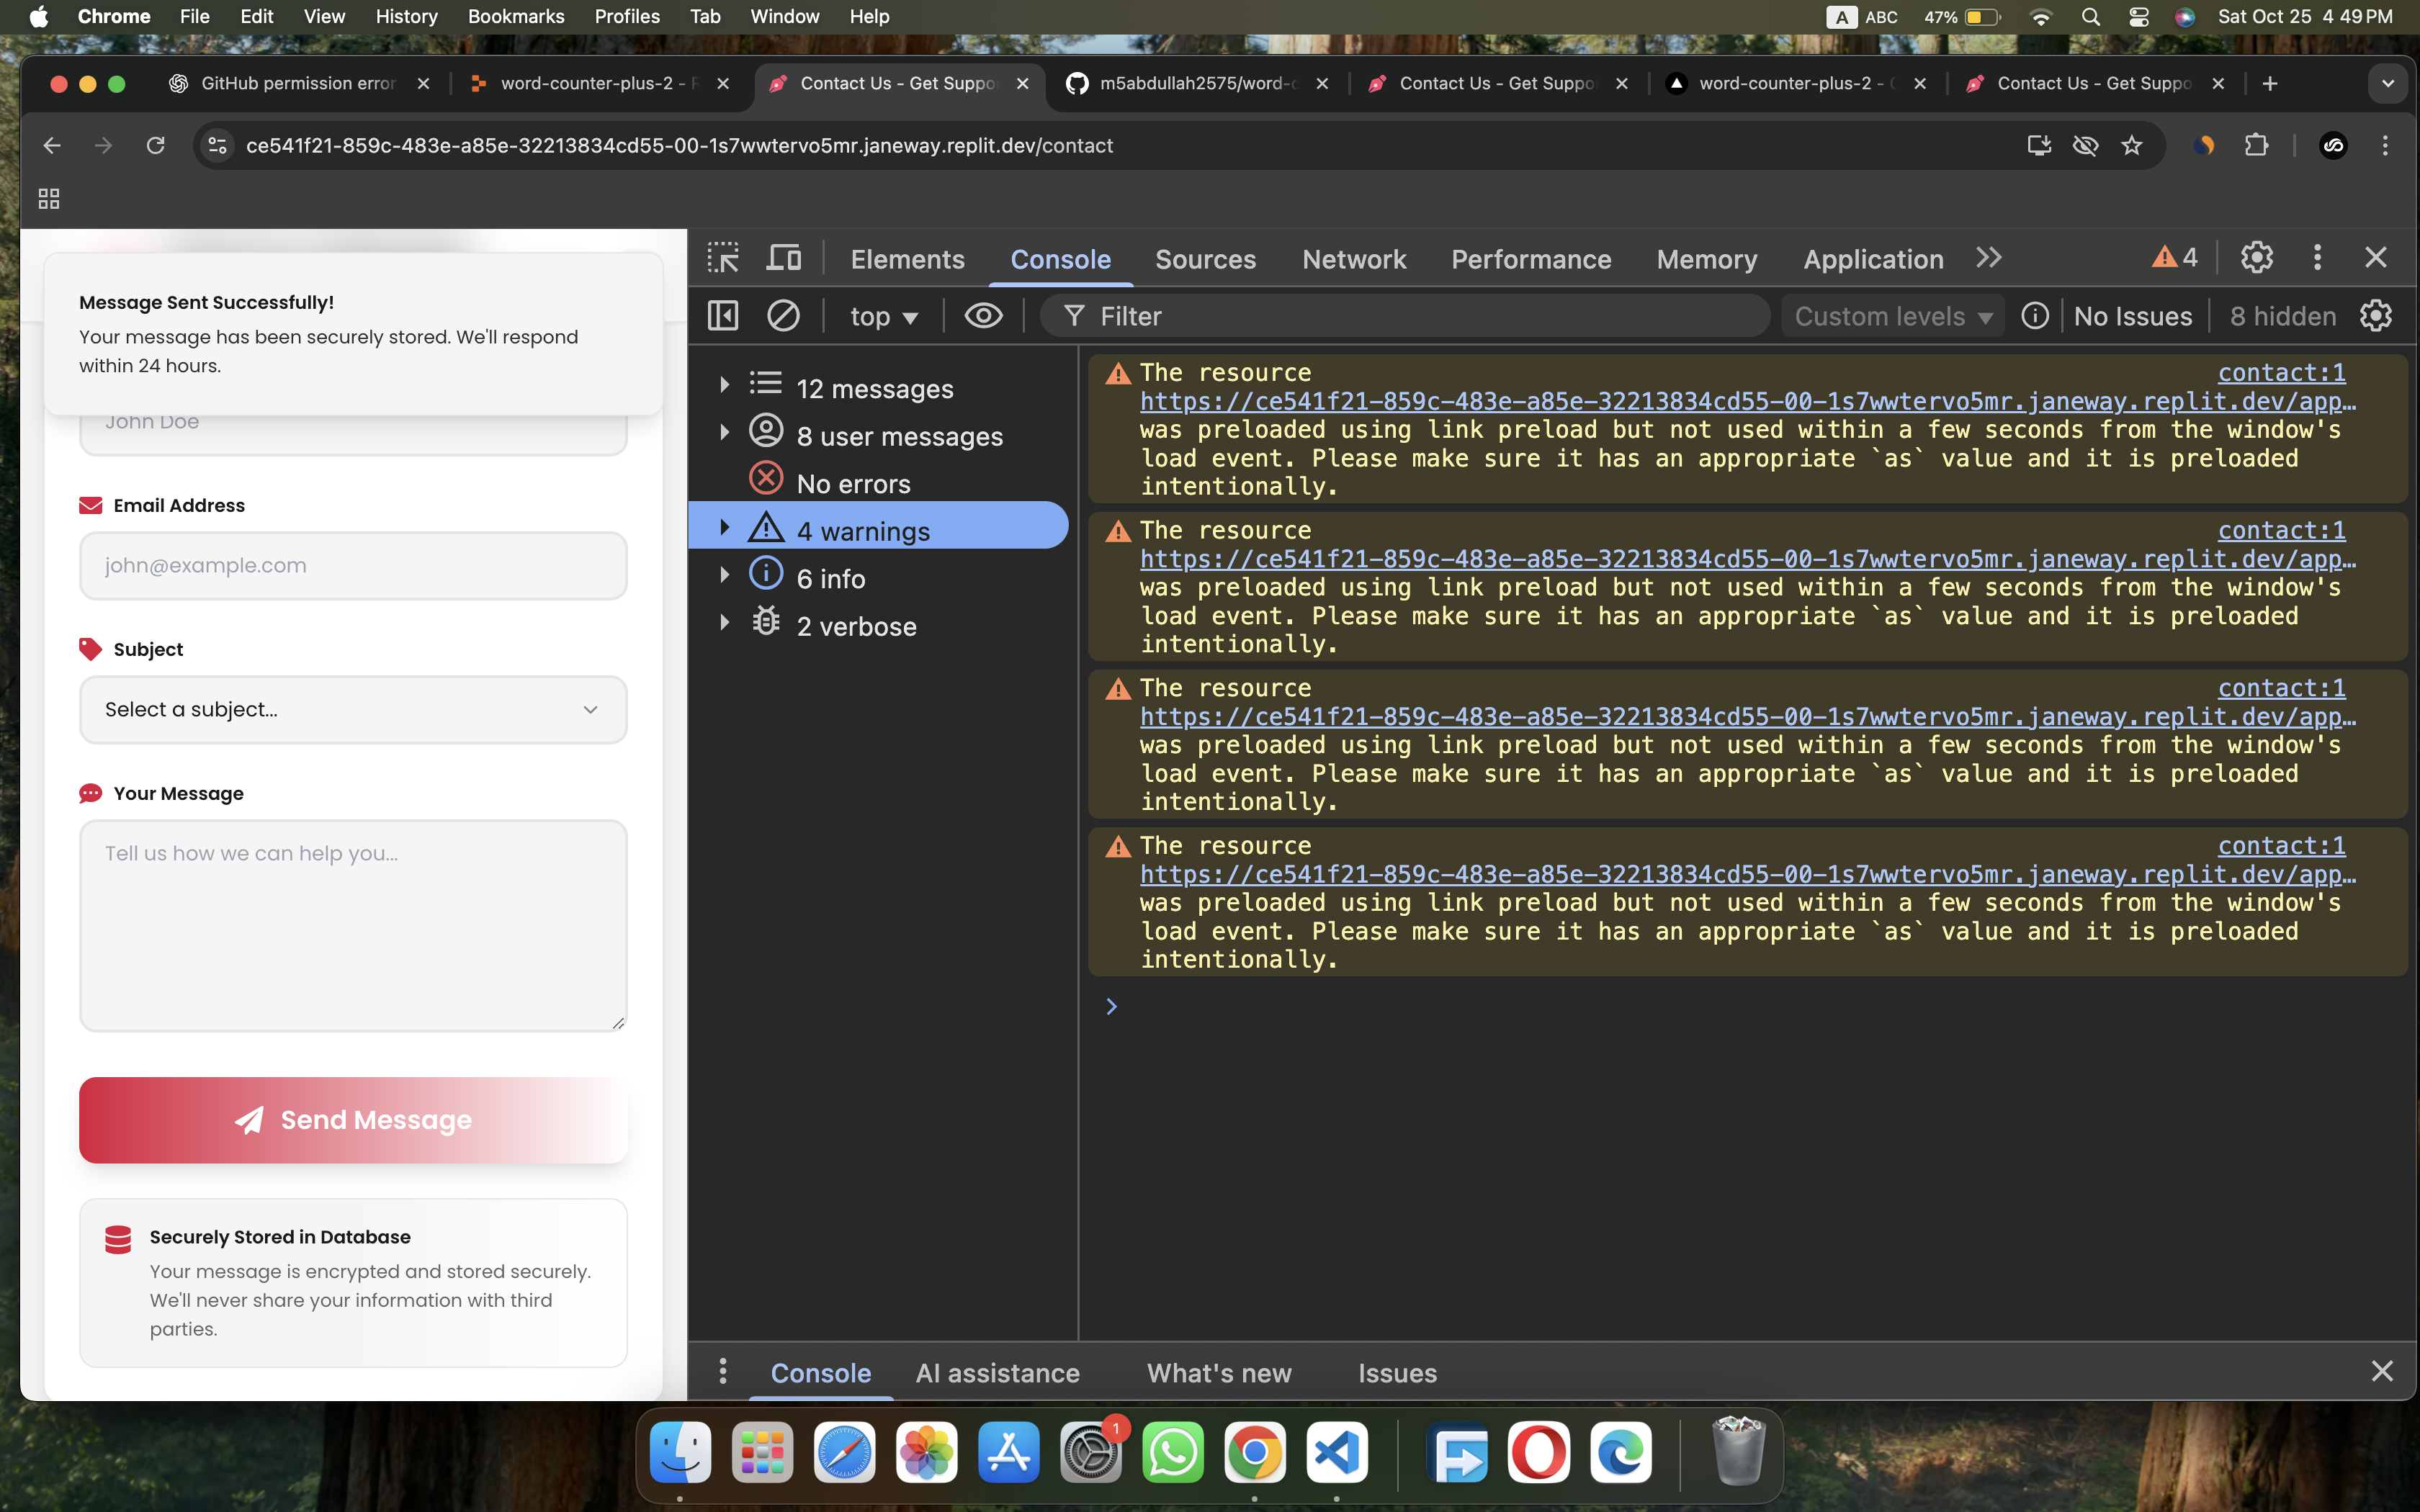 Chrome File Edit View History Bookmarks Profiles Tab Window Help
A ABC 47% Sat Oct 25 4:49 PM
GitHub permission error
word-counter-plus-2 -
Contact Us - Get Suppo
m5abdullah2575/word-c
Contact Us - Get Suppo
word-counter-plus-2 -
Contact Us - Get Suppo
ce541f21-859c-483e-a85e-32213834cd55-00-1s7wwtervo5mr.janeway.replit.dev/contact
Message Sent Successfully!
Your message has been securely stored. We'll respond
within 24 hours.
John Doe
Email Address
john@example.com
Subject
Select a subject...
Your Message
Tell us how we can help you...
Send Message
Securely Stored in Database
Your message is encrypted and stored securely.
We'll never share your information with third
parties.
Elements Console Sources Network Performance Memory Application 4
top Filter Custom levels No Issues 8 hidden
12 messages
8 user messages
No errors
4 warnings
6 info
2 verbose
The resource contact:1
https://ce541f21-859c-483e-a85e-32213834cd55-00-1s7wwtervo5mr.janeway.replit.dev/app…
was preloaded using link preload but not used within a few seconds from the window's
load event. Please make sure it has an appropriate `as` value and it is preloaded
intentionally.
The resource contact:1
https://ce541f21-859c-483e-a85e-32213834cd55-00-1s7wwtervo5mr.janeway.replit.dev/app…
was preloaded using link preload but not used within a few seconds from the window's
load event. Please make sure it has an appropriate `as` value and it is preloaded
intentionally.
The resource contact:1
https://ce541f21-859c-483e-a85e-32213834cd55-00-1s7wwtervo5mr.janeway.replit.dev/app…
was preloaded using link preload but not used within a few seconds from the window's
load event. Please make sure it has an appropriate `as` value and it is preloaded
intentionally.
The resource contact:1
https://ce541f21-859c-483e-a85e-32213834cd55-00-1s7wwtervo5mr.janeway.replit.dev/app…
was preloaded using link preload but not used within a few seconds from the window's
load event. Please make sure it has an appropriate `as` value and it is preloaded
intentionally.
Console AI assistance What's new Issues
1